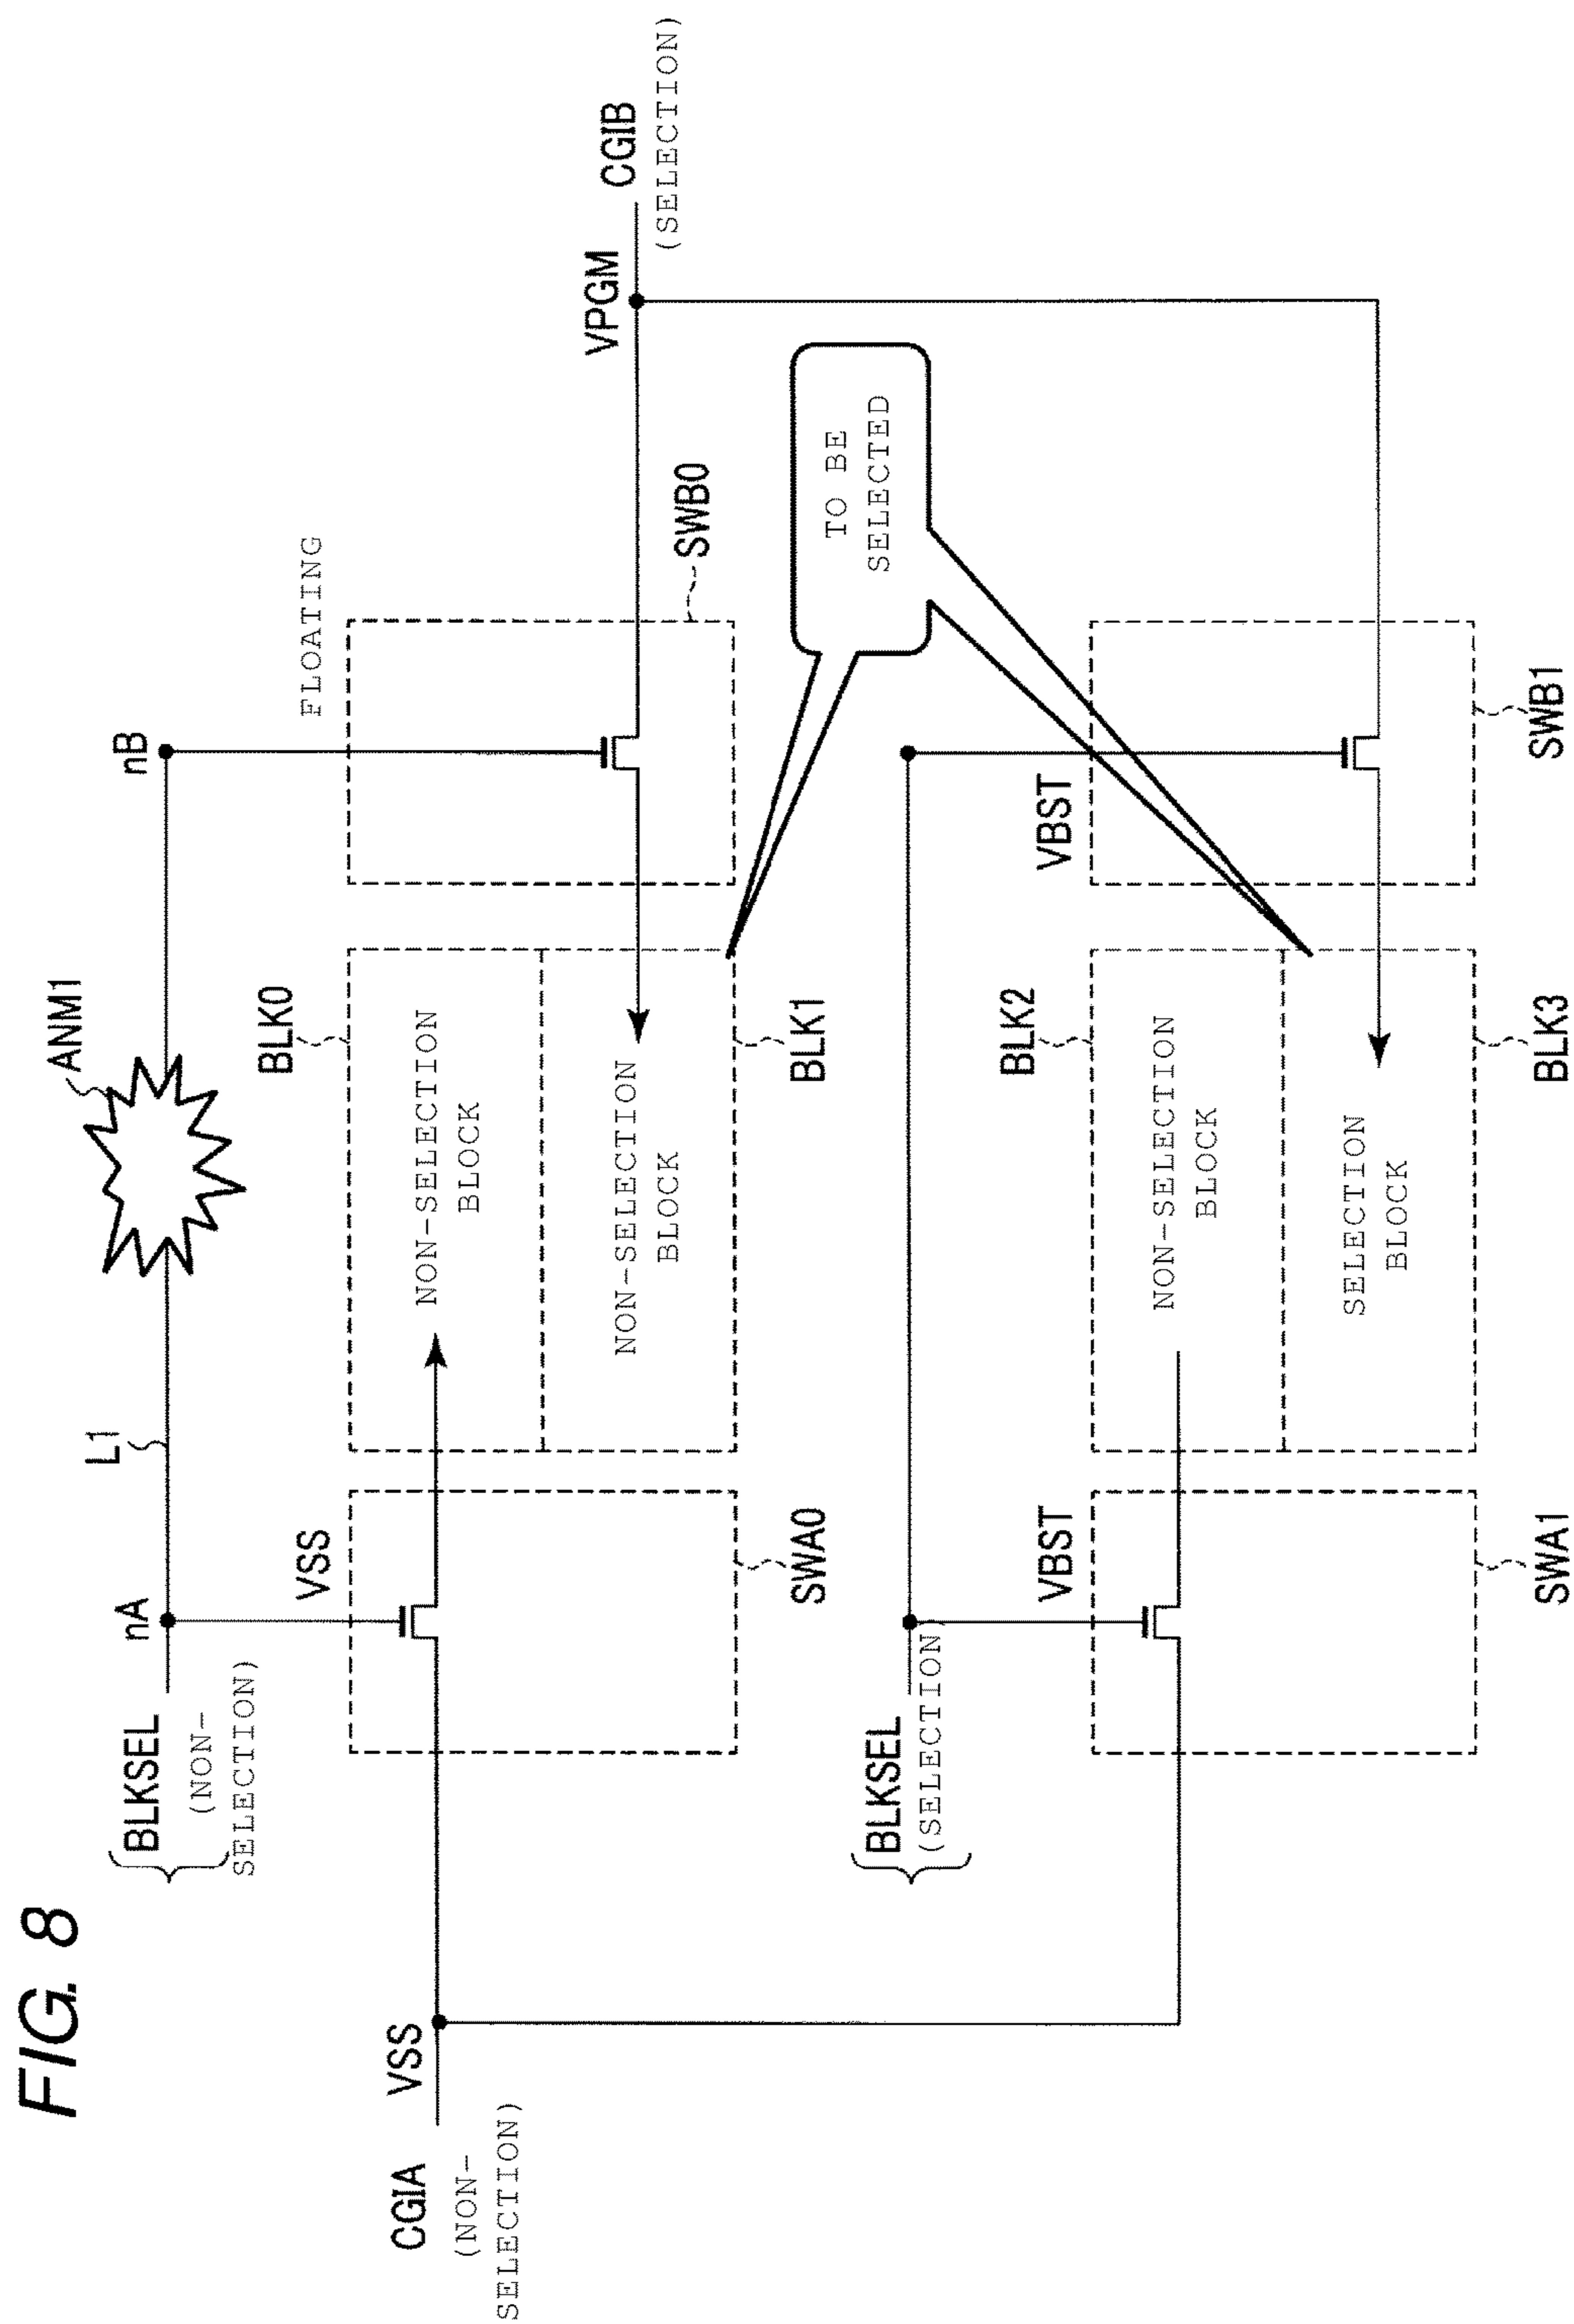 FIG. 8
ANM1
L1
nA
nB
BLKSEL
(NON-
SELECTION)
VSS
FLOATING
BLK0
NON-SELECTION
BLOCK
CGIA
(NON-
SELECTION)
VSS
SWA0
NON-SELECTION
BLOCK
BLK1
SWB0
VPGM
CGIB
(SELECTION)
TO BE
SELECTED
BLKSEL
(SELECTION)
VBST
BLK2
VBST
NON-SELECTION
BLOCK
SELECTION
BLOCK
SWA1
BLK3
SWB1